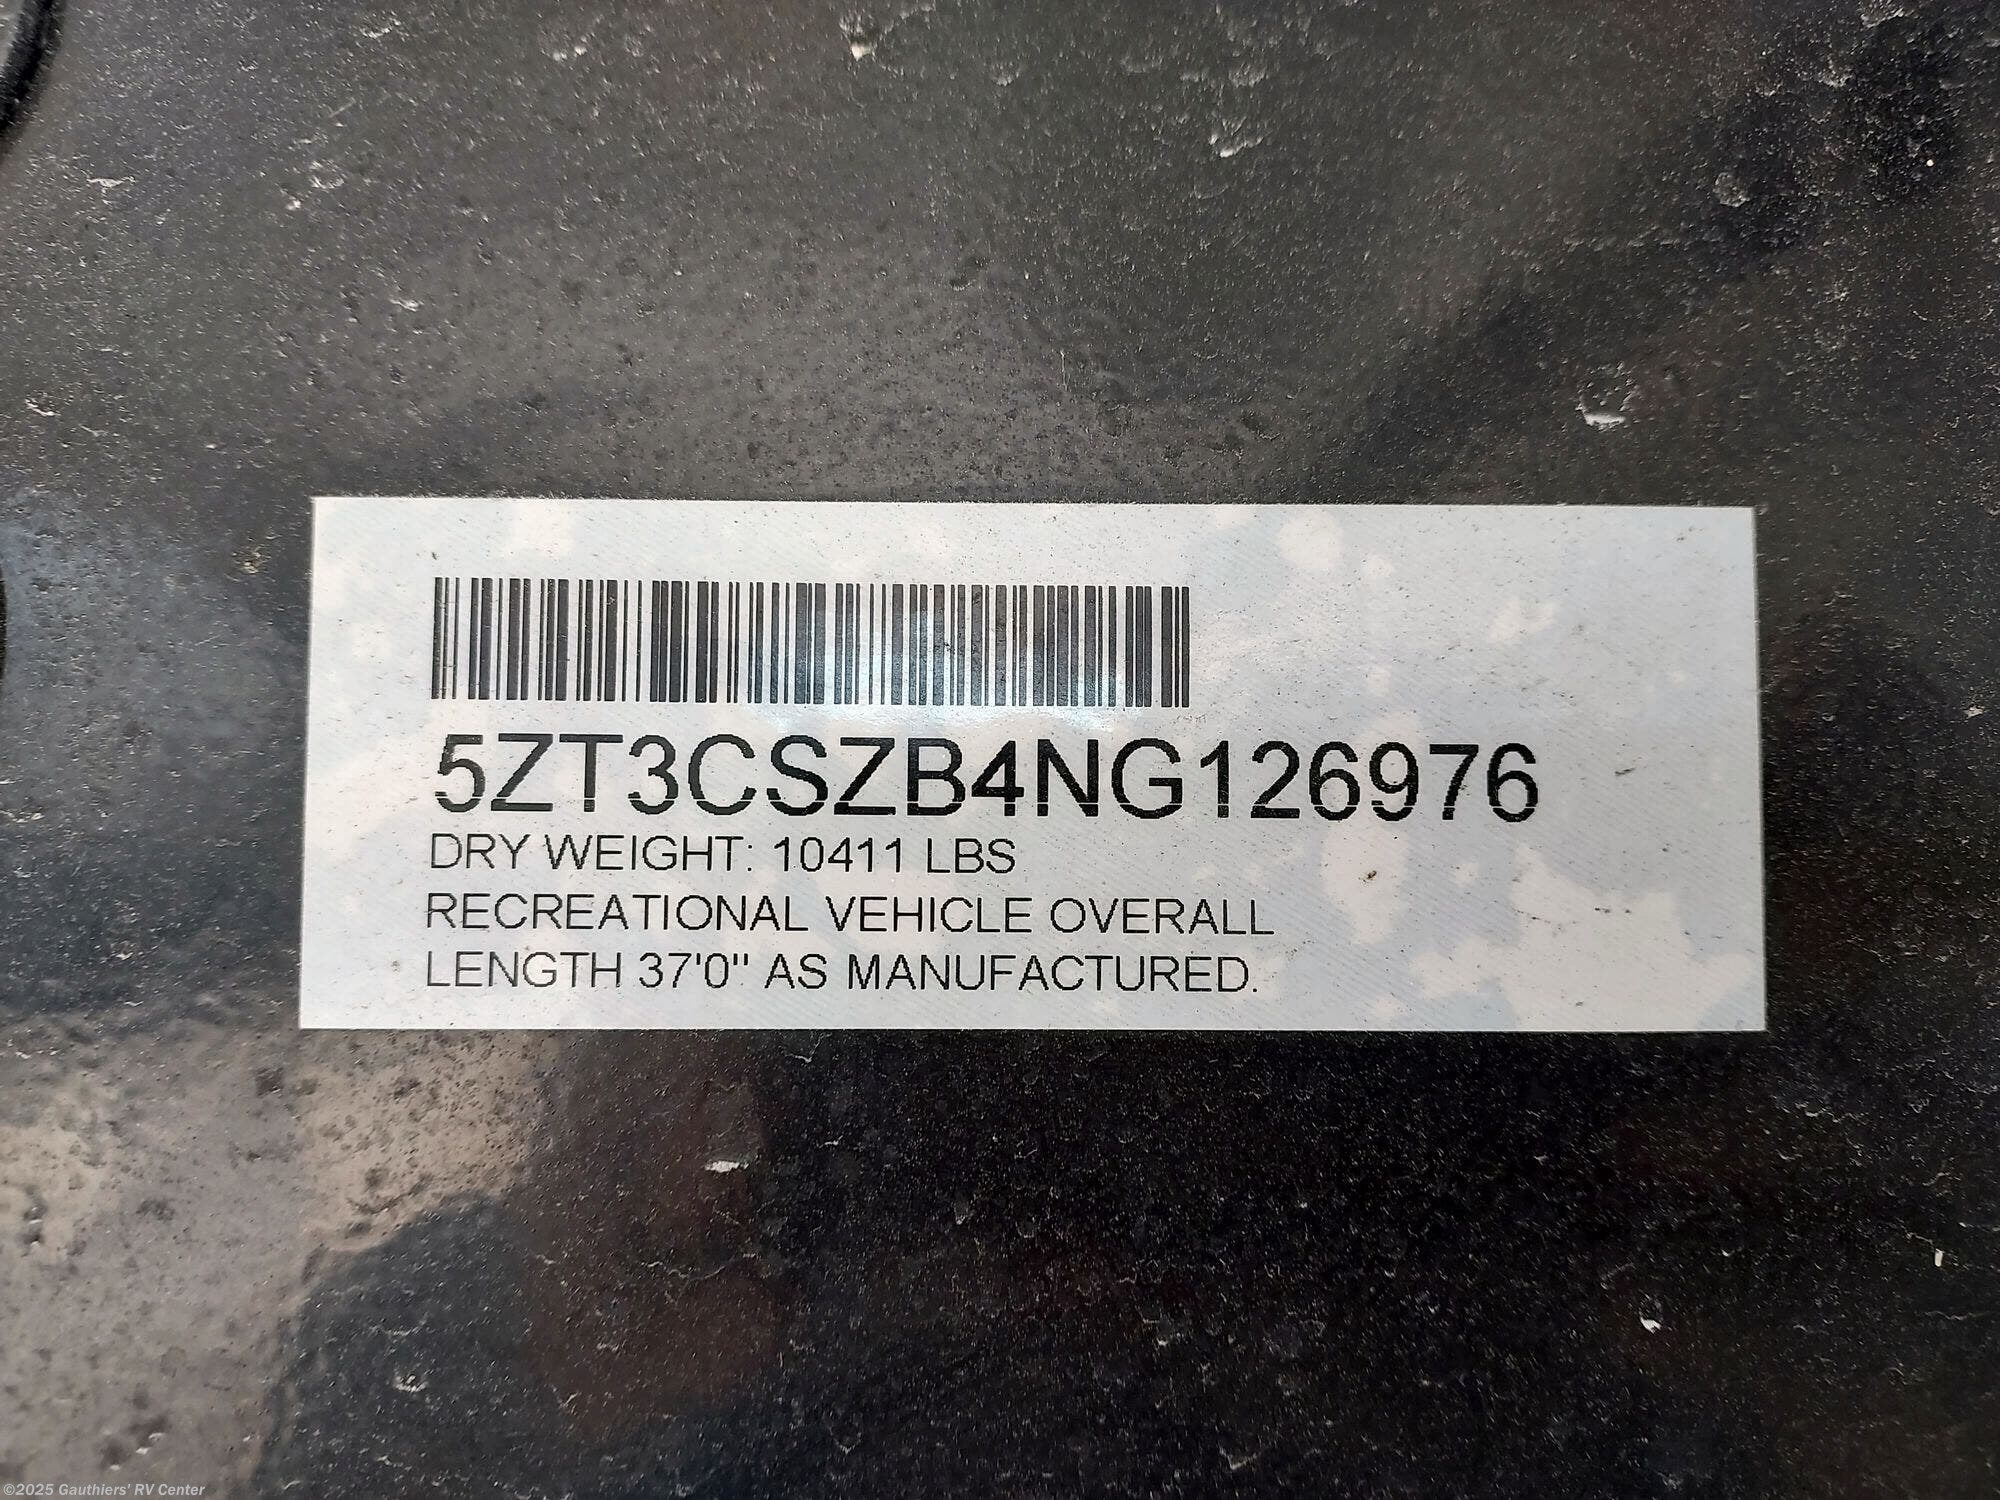 5ZT3CSZB4NG126976
DRY WEIGHT: 10411 LBS
RECREATIONAL VEHICLE OVERALL
LENGTH 37'0" AS MANUFACTURED.
©2025 Gauthiers' RV Center